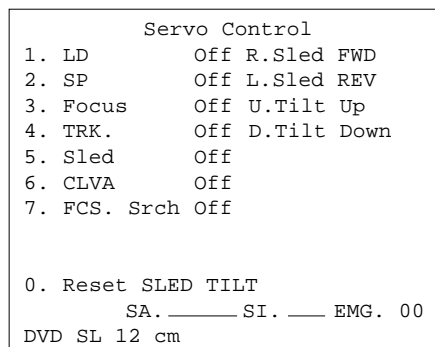 Servo Control
1. LD Off R.Sled FWD
2. SP Off L.Sled REV
3. Focus Off U.Tilt Up
4. TRK. Off D.Tilt Down
5. Sled Off
6. CLVA Off
7. FCS. Srch Off
0. Reset SLED TILT
SA. ______ SI. ___ EMG. 00
DVD SL 12 cm